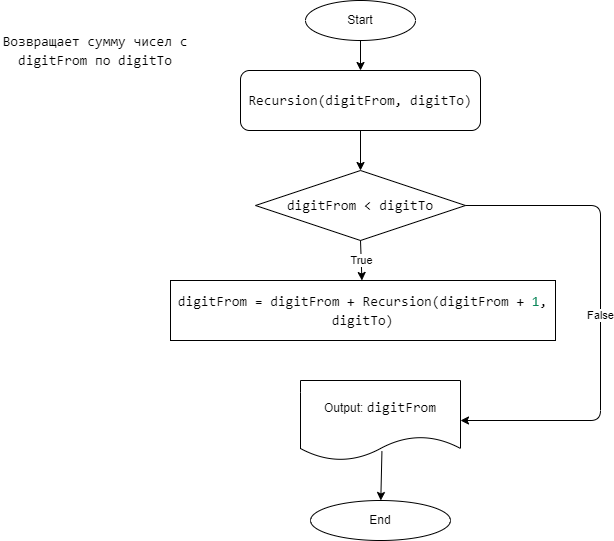 Start
Возвращает сумму чисел с
digitFrom по digitTo
Recursion(digitFrom, digitTo)
digitFrom < digitTo
True
digitFrom = digitFrom + Recursion(digitFrom + 1,
digitTo)
False
Output: digitFrom
End